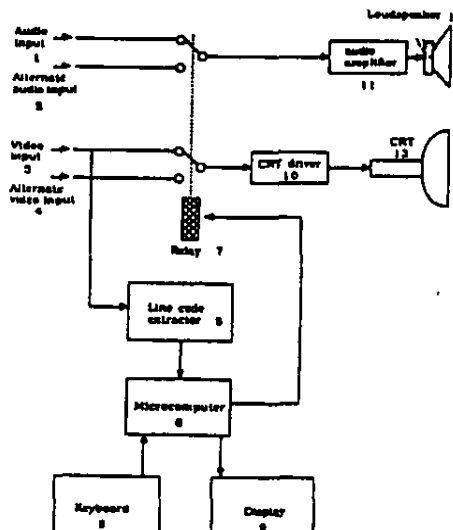 Loudspeaker
Audio
input
1
Alternate
audio input
2
audio
amplifier
11
Video
input
3
Alternate
video input
4
CRT driver
10
CRT
13
Relay 7
Line code
extractor 5
Microcomputer
6
Keyboard
8
Display
9